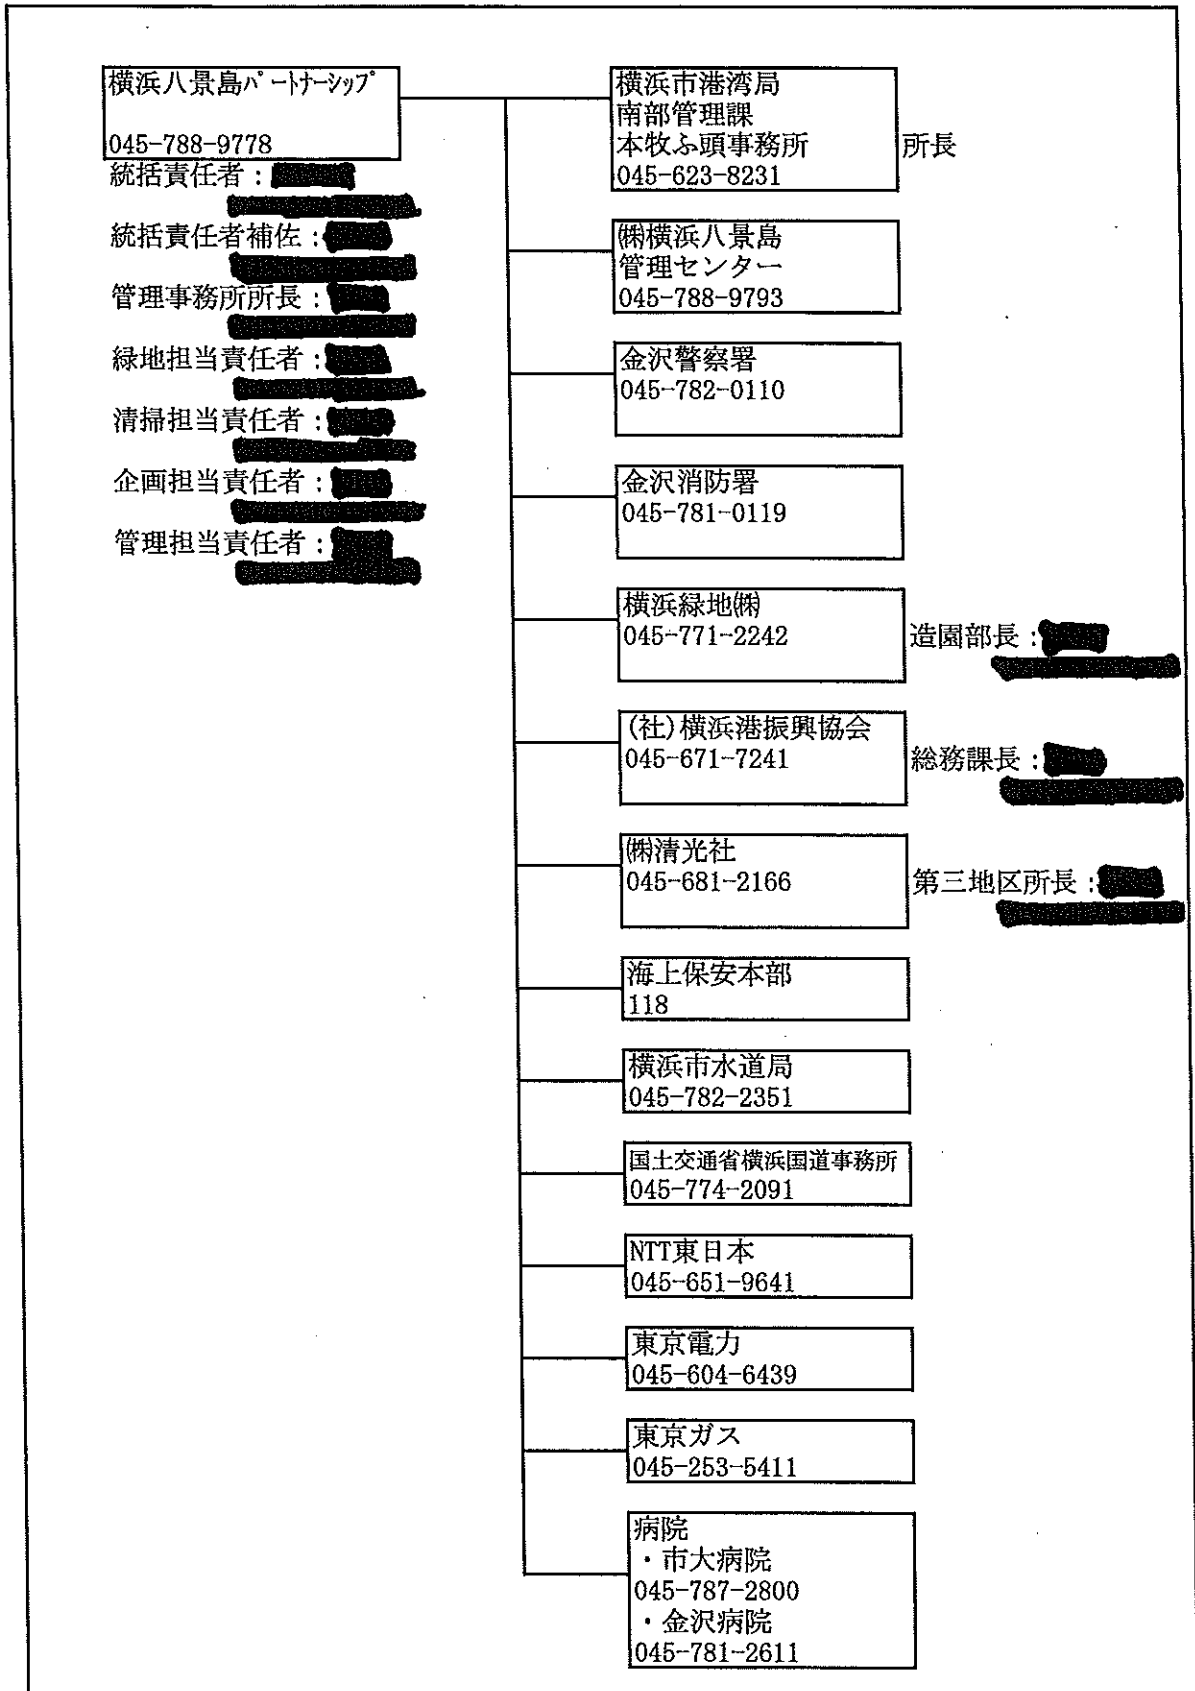 横浜八景島パートナーシップ
045-788-9778
統括責任者：
統括責任者補佐：
管理事務所所長：
緑地担当責任者：
清掃担当責任者：
企画担当責任者：
管理担当責任者：
横浜市港湾局
南部管理課
本牧ふ頭事務所
045-623-8231
所長
㈱横浜八景島
管理センター
045-788-9793
金沢警察署
045-782-0110
金沢消防署
045-781-0119
横浜緑地㈱
045-771-2242
造園部長：
(社)横浜港振興協会
045-671-7241
総務課長：
㈱清光社
045-681-2166
第三地区所長：
海上保安本部
118
横浜市水道局
045-782-2351
国土交通省横浜国道事務所
045-774-2091
NTT東日本
045-651-9641
東京電力
045-604-6439
東京ガス
045-253-5411
病院
・市大病院
045-787-2800
・金沢病院
045-781-2611